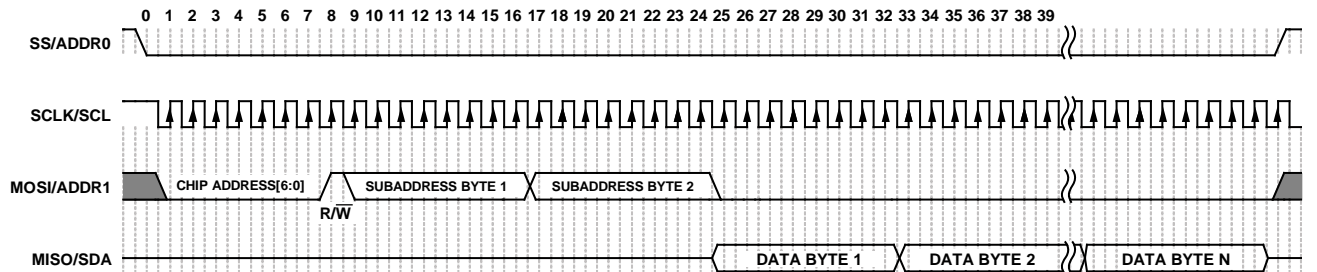 0 1 2 3 4 5 6 7 8 9 10 11 12 13 14 15 16 17 18 19 20 21 22 23 24 25 26 27 28 29 30 31 32 33 34 35 36 37 38 39
SS/ADDR0
SCLK/SCL
MOSI/ADDR1 CHIP ADDRESS[6:0] SUBADDRESS BYTE 1 SUBADDRESS BYTE 2
R/W̅
MISO/SDA DATA BYTE 1 DATA BYTE 2 DATA BYTE N